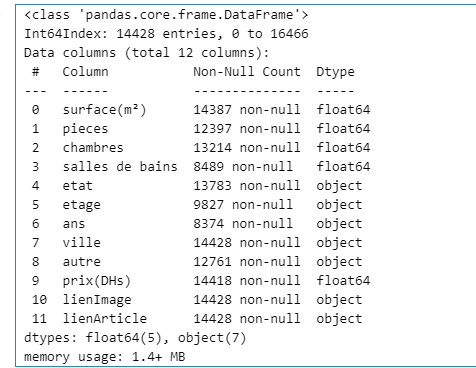 <class 'pandas.core.frame.DataFrame'>
Int64Index: 14428 entries, 0 to 16466
Data columns (total 12 columns):
 #   Column           Non-Null Count  Dtype
---  ------           --------------  -----
 0   surface(m²)      14387 non-null  float64
 1   pieces           12397 non-null  float64
 2   chambres         13214 non-null  float64
 3   salles de bains  8489 non-null   float64
 4   etat             13783 non-null  object
 5   etage            9827 non-null   object
 6   ans              8374 non-null   object
 7   ville            14428 non-null  object
 8   autre            12761 non-null  object
 9   prix(DHs)        14418 non-null  float64
 10  lienImage        14428 non-null  object
 11  lienArticle      14428 non-null  object
dtypes: float64(5), object(7)
memory usage: 1.4+ MB